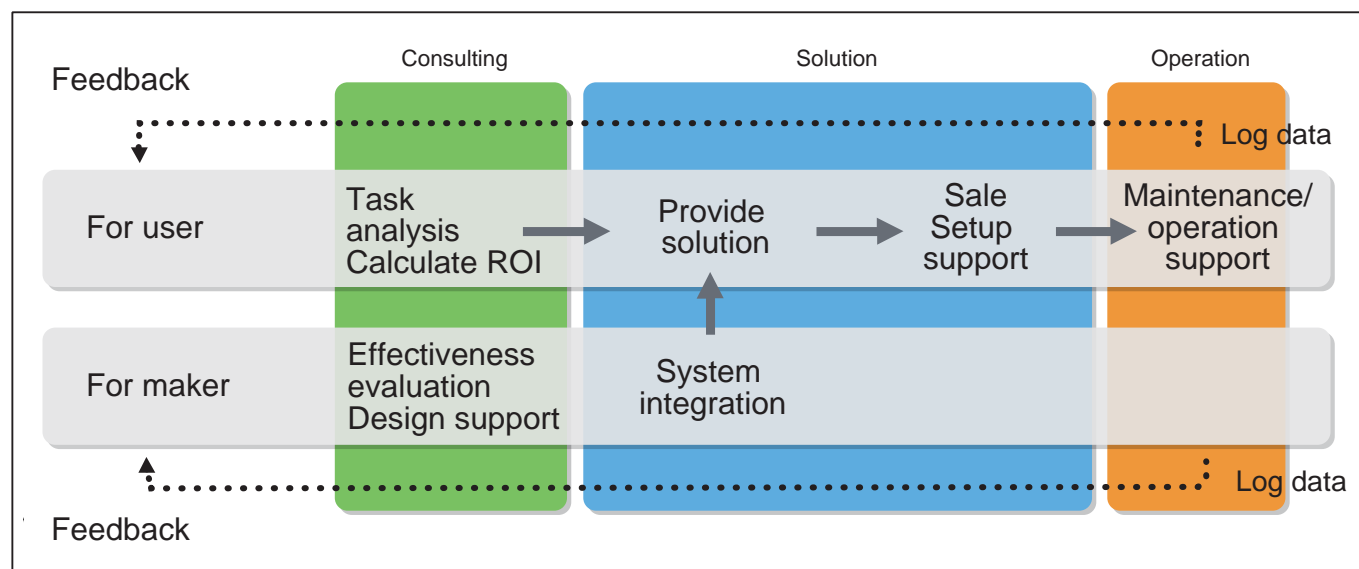 Consulting
Solution
Operation
Feedback
Log data
For user
Task
analysis
Calculate ROI
Provide
solution
Sale
Setup
support
Maintenance/
operation
support
For maker
Effectiveness
evaluation
Design support
System
integration
Log data
Feedback